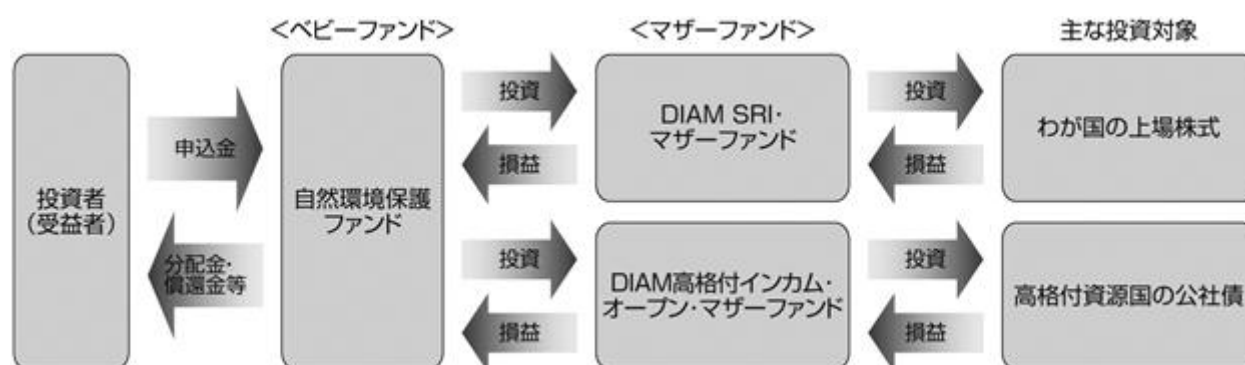 <ベビーファンド>
<マザーファンド>
主な投資対象
投資者
(受益者)
申込金
分配金・
償還金等
自然環境保護
ファンド
投資
損益
DIAM SRI・
マザーファンド
投資
損益
わが国の上場株式
投資
損益
DIAM高格付インカム・
オープン・マザーファンド
投資
損益
高格付資源国の公社債